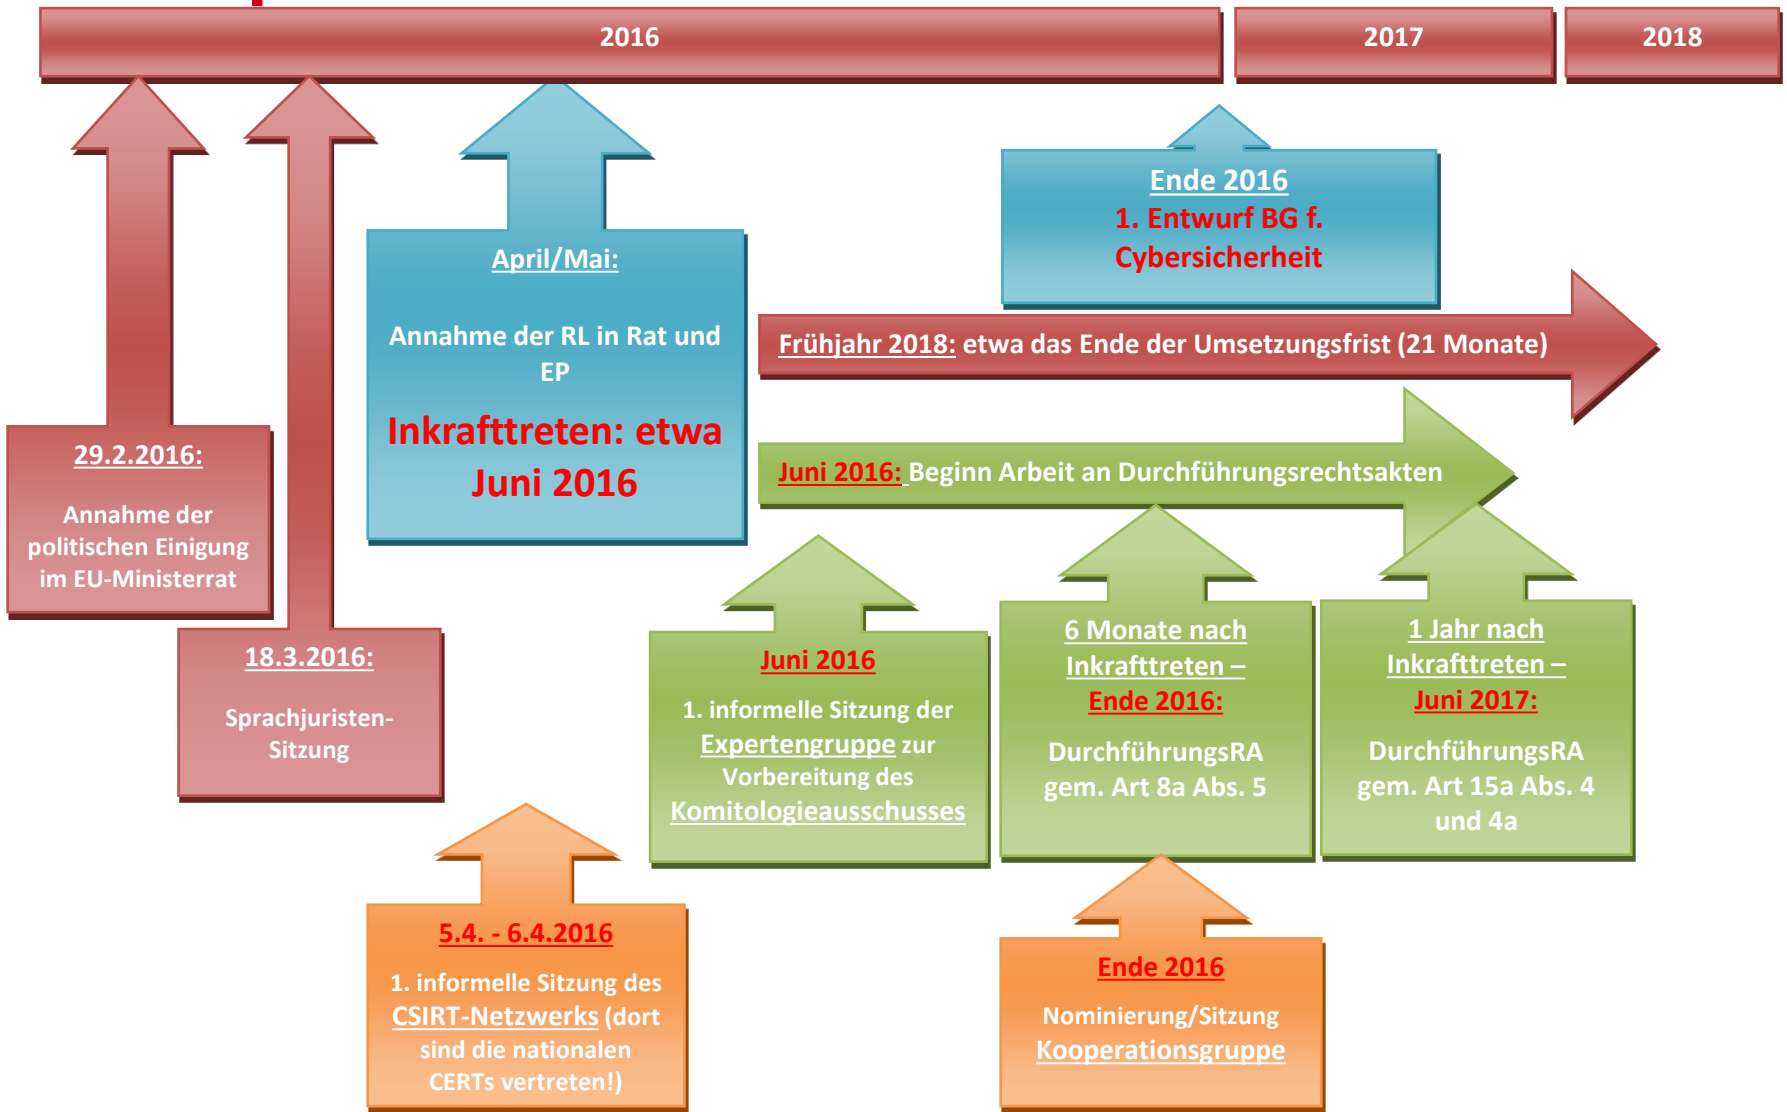 2016
2017
2018
Ende 2016
1. Entwurf BG f.
Cybersicherheit
April/Mai:
Annahme der RL in Rat und
EP
Inkrafttreten: etwa
Juni 2016
Frühjahr 2018: etwa das Ende der Umsetzungsfrist (21 Monate)
29.2.2016:
Annahme der
politischen Einigung
im EU-Ministerrat
Juni 2016: Beginn Arbeit an Durchführungsrechtsakten
18.3.2016:
Sprachjuristen-
Sitzung
Juni 2016
1. informelle Sitzung der
Expertengruppe zur
Vorbereitung des
Komitologieausschusses
6 Monate nach
Inkrafttreten –
Ende 2016:
DurchführungsRA
gem. Art 8a Abs. 5
1 Jahr nach
Inkrafttreten –
Juni 2017:
DurchführungsRA
gem. Art 15a Abs. 4
und 4a
5.4. - 6.4.2016
1. informelle Sitzung des
CSIRT-Netzwerks (dort
sind die nationalen
CERTs vertreten!)
Ende 2016
Nominierung/Sitzung
Kooperationsgruppe